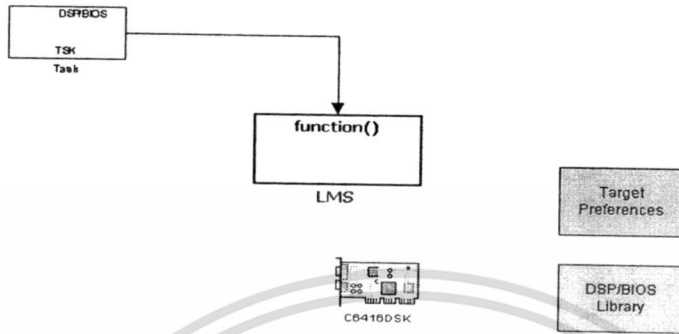 DSP/BIOS
TSK
Task
function()
LMS
Target
Preferences
C6416DSK
DSP/BIOS
Library